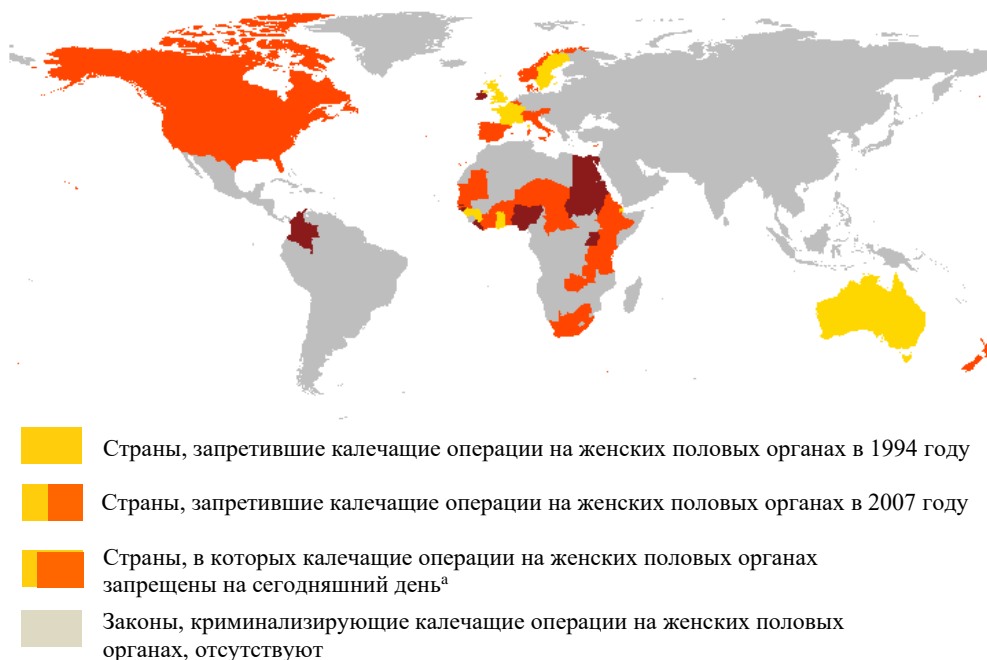 Страны, запретившие калечащие операции на женских половых органах в 1994 году
Страны, запретившие калечащие операции на женских половых органах в 2007 году
Страны, в которых калечащие операции на женских половых органах
запрещены на сегодняшний деньᵃ
Законы, криминализирующие калечащие операции на женских половых
органах, отсутствуют